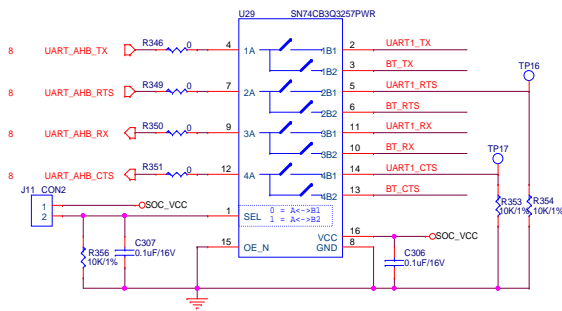 U29 SN74CB3Q3257PWR
8 UART_AHB_TX R346 0 4 1A 1B1 2 UART1_TX
1B2 3 BT_TX
TP16
8 UART_AHB_RTS R349 0 7 2A 2B1 5 UART1_RTS
2B2 6 BT_RTS
8 UART_AHB_RX R350 0 9 3A 3B1 11 UART1_RX
3B2 10 BT_RX
TP17
8 UART_AHB_CTS R351 0 12 4A 4B1 14 UART1_CTS
4B2 13 BT_CTS
J11_CON2
1 SOC_VCC
2 1 SEL 0 = A<->B1
1 = A<->B2
R353 R354
10K/1% 10K/1%
VCC 16 SOC_VCC
15 OE_N GND 8
R356
10K/1%
C307
0.1uF/16V
C306
0.1uF/16V